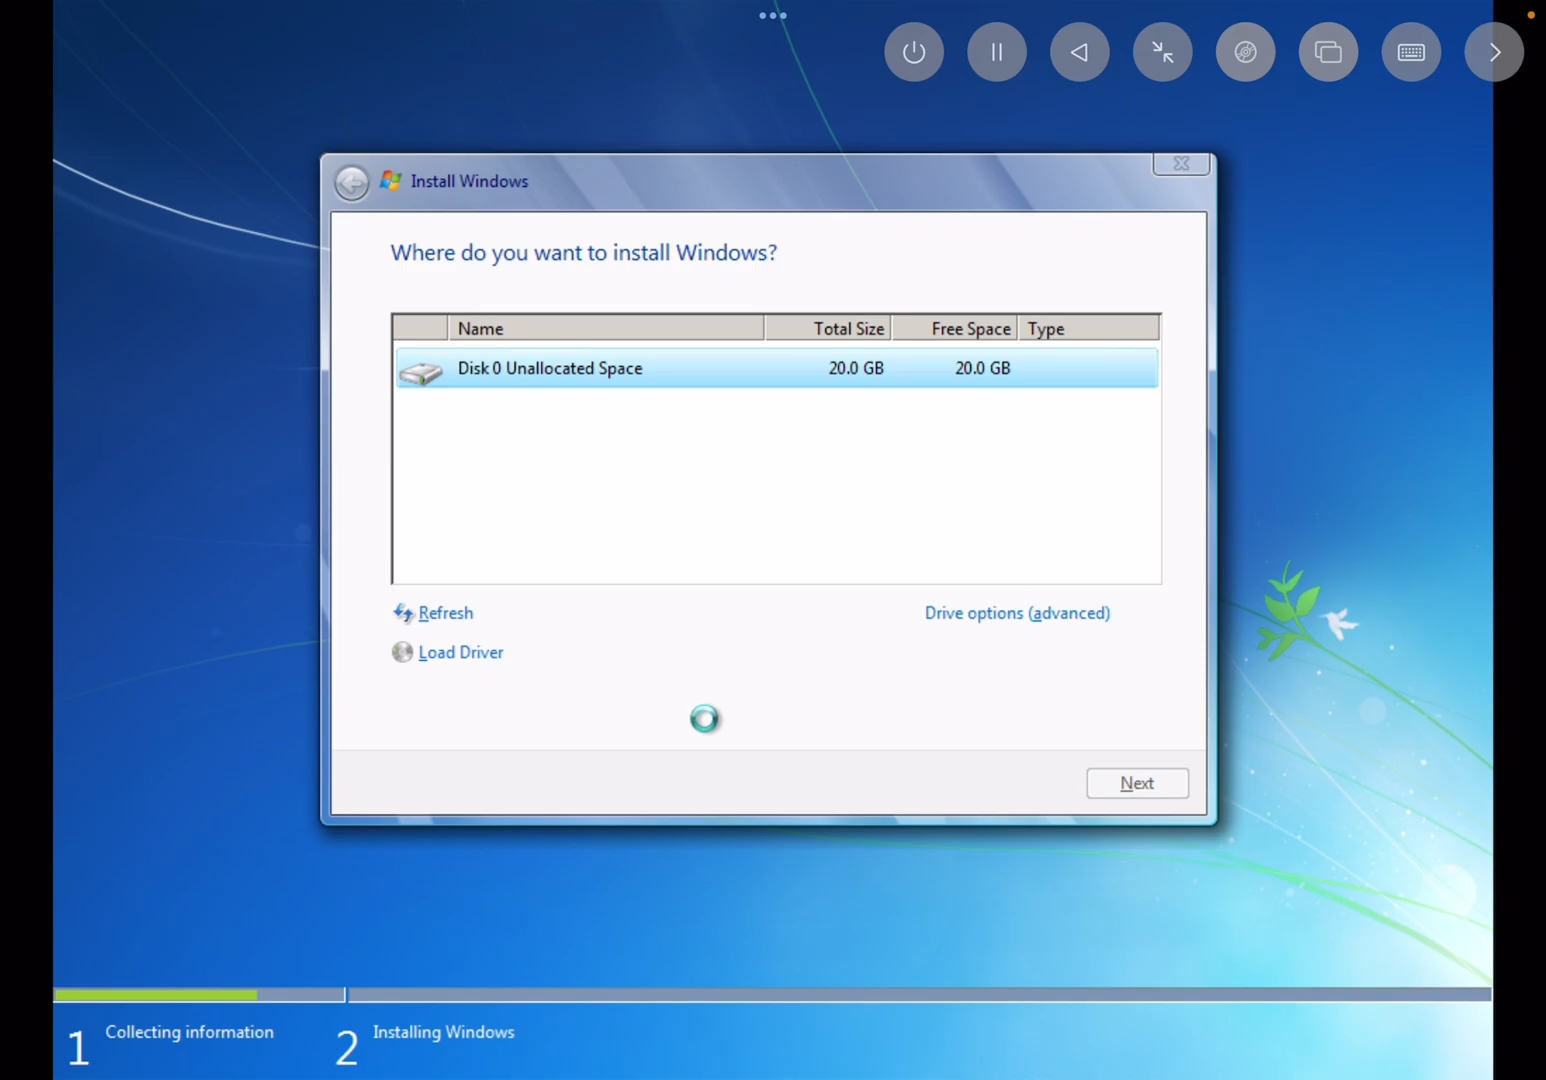 Install Windows
Where do you want to install Windows?
Name Total Size Free Space Type
Disk 0 Unallocated Space 20.0 GB 20.0 GB
Refresh Drive options (advanced)
Load Driver
Next
1 Collecting information 2 Installing Windows